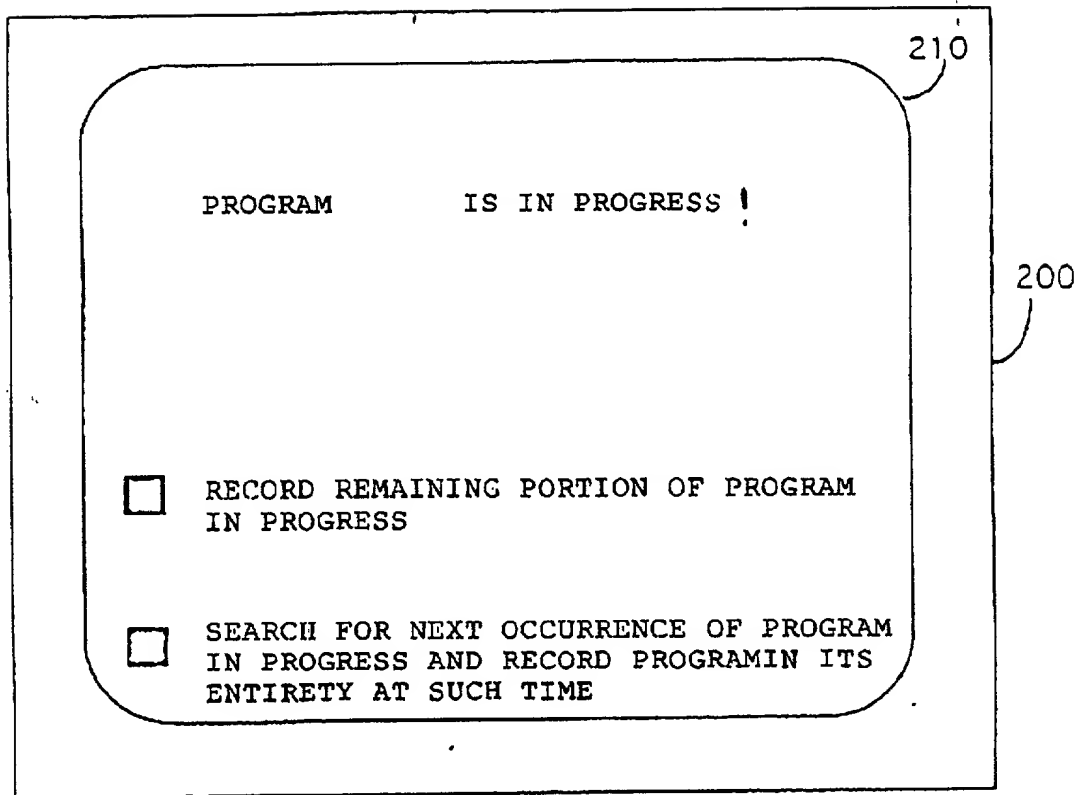 210
PROGRAM IS IN PROGRESS !
200
RECORD REMAINING PORTION OF PROGRAM
IN PROGRESS
SEARCH FOR NEXT OCCURRENCE OF PROGRAM
IN PROGRESS AND RECORD PROGRAMIN ITS
ENTIRETY AT SUCH TIME